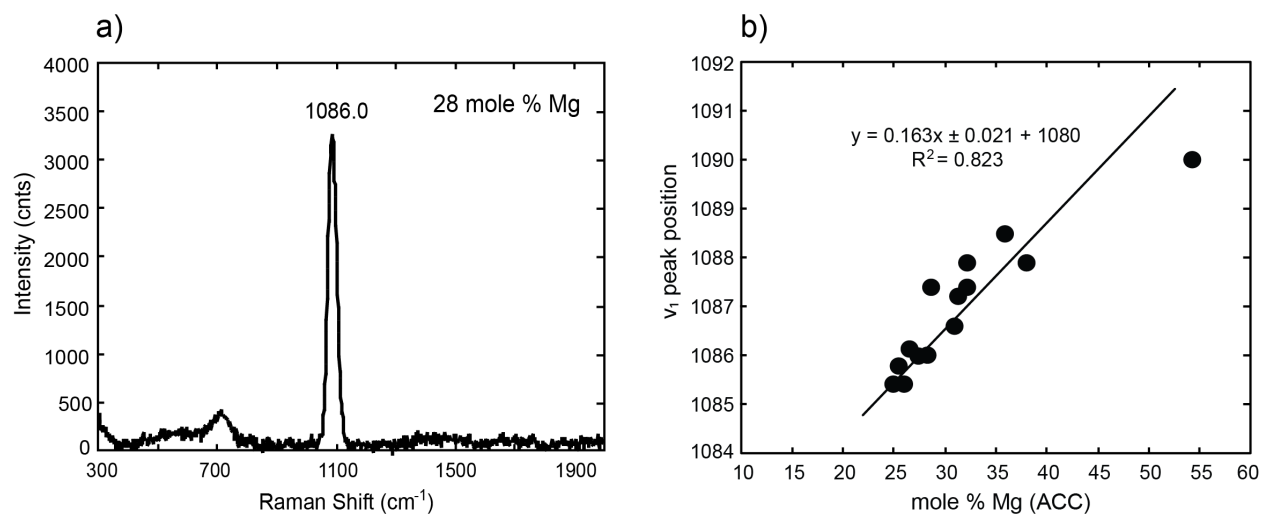 a)
4000
3500
3000
2500
2000
1500
1000
500
0
Intensity (cnts)
1086.0
28 mole % Mg
300 700 1100 1500 1900
Raman Shift (cm⁻¹)
b)
1092
1091
1090
1089
1088
1087
1086
1085
1084
v₁ peak position
y = 0.163x ± 0.021 + 1080
R² = 0.823
10 15 20 25 30 35 40 45 50 55 60
mole % Mg (ACC)